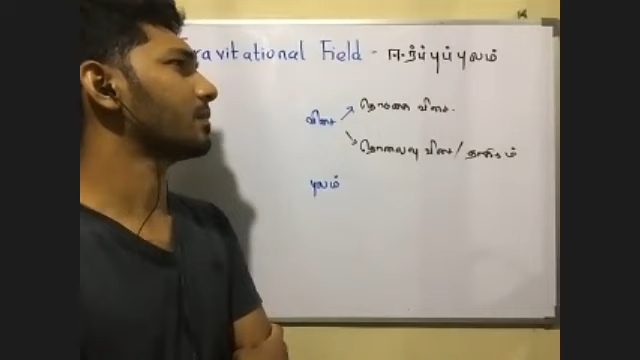 ravitational Field - ஈர்ப்புப்புலம்
விசை
தொடுகை விசை.
தொலைவு விசை / தாக்கம்
புலம்